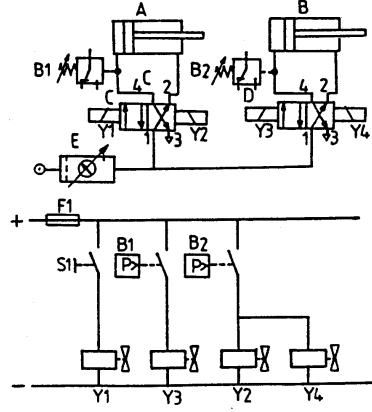 A B
B1 C B2
4 2 4 2
C D
Y1 1 3 Y2 Y3 1 3 Y4
E
+ F1
S1 B1 B2
P P
- Y1 Y3 Y2 Y4